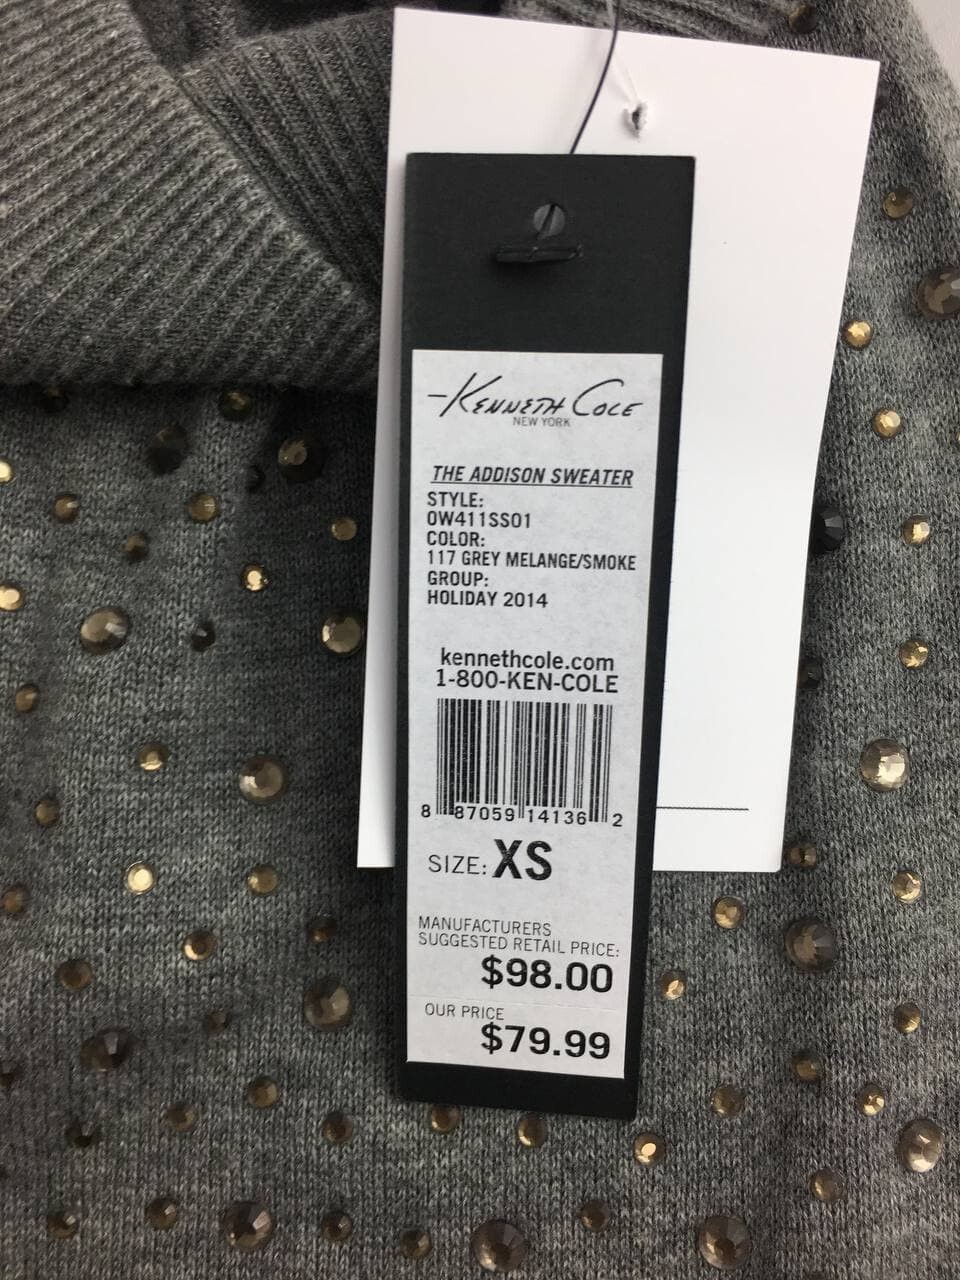 KENNETH COLE
NEW YORK
THE ADDISON SWEATER
STYLE:
0W411SS01
COLOR:
117 GREY MELANGE/SMOKE
GROUP:
HOLIDAY 2014
kennethcole.com
1-800-KEN-COLE
8 87059 14136 2
SIZE: XS
MANUFACTURERS
SUGGESTED RETAIL PRICE:
$98.00
OUR PRICE
$79.99